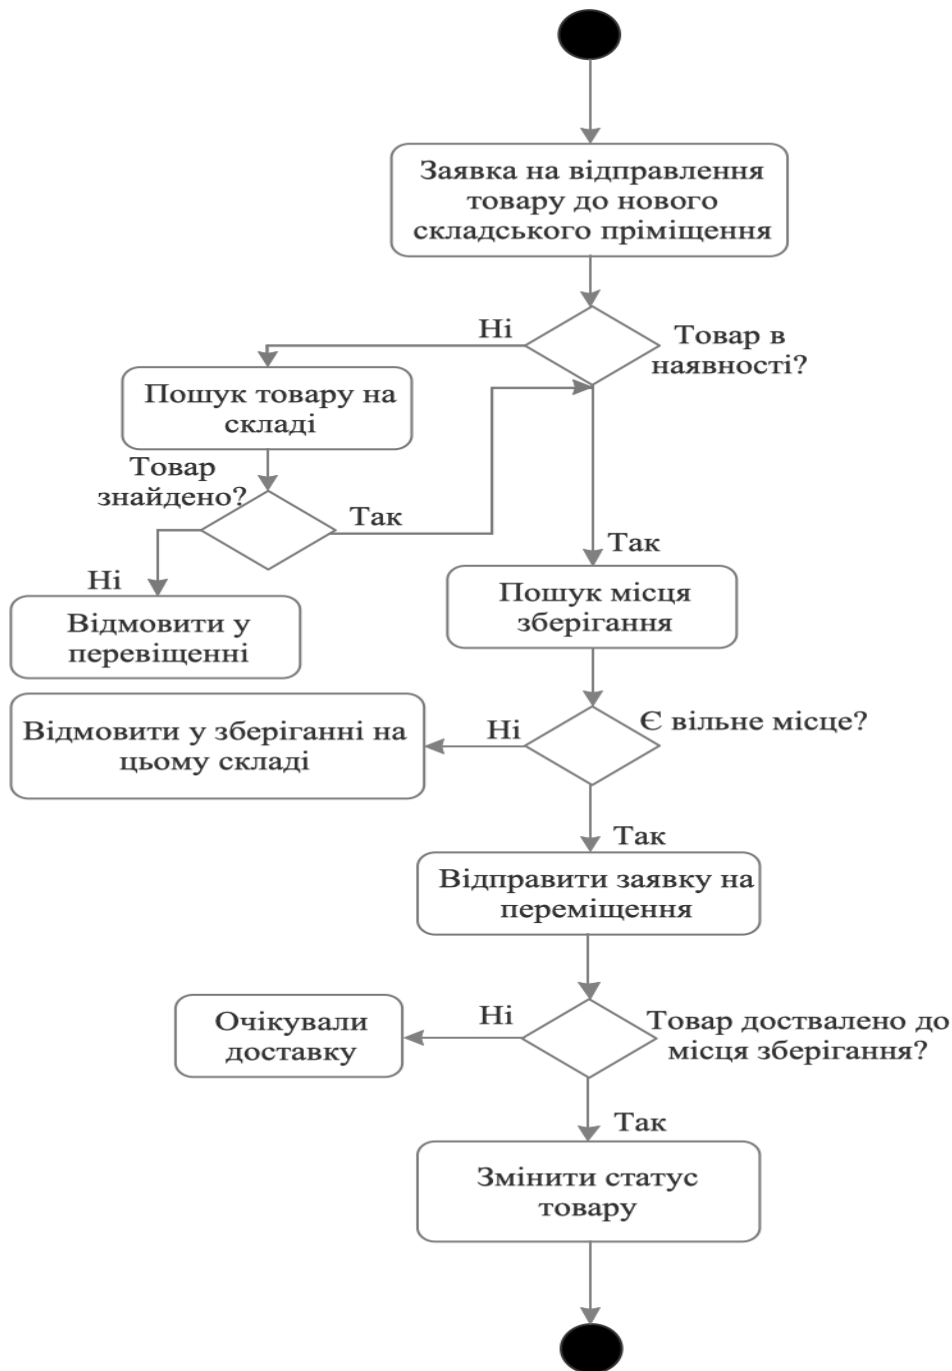 Заявка на відправлення
товару до нового
складського пріміщення
Ні
Товар в
наявності?
Пошук товару на
складі
Товар
знайдено?
Так
Ні
Так
Відмовити у
перевіщенні
Пошук місця
зберігання
Є вільне місце?
Ні
Відмовити у зберіганні на
цьому складі
Так
Відправити заявку на
переміщення
Ні
Товар доствалено до
місця зберігання?
Очікували
доставку
Так
Змінити статус
товару